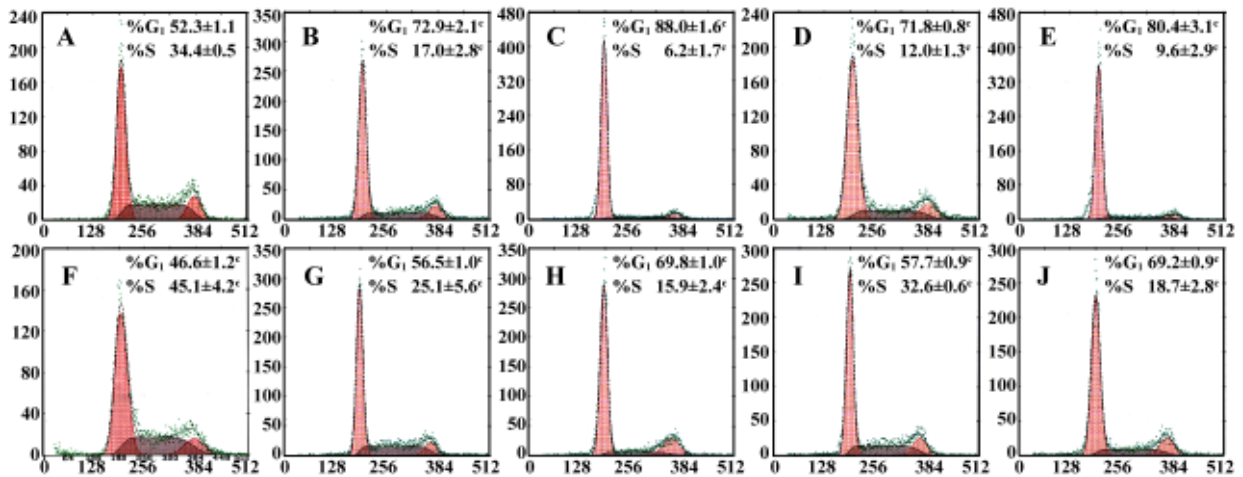 A
%G₁ 52.3±1.1
%S 34.4±0.5
240
200
160
120
80
40
0
0 128 256 384 512
B
%G₁ 72.9±2.1ᶜ
%S 17.0±2.8ᶜ
350
300
250
200
150
100
50
0
0 128 256 384 512
C
%G₁ 88.0±1.6ᶜ
%S 6.2±1.7ᶜ
480
400
320
240
160
80
0
0 128 256 384 512
D
%G₁ 71.8±0.8ᶜ
%S 12.0±1.3ᶜ
240
200
160
120
80
40
0
0 128 256 384 512
E
%G₁ 80.4±3.1ᶜ
%S 9.6±2.9ᶜ
480
400
320
240
160
80
0
0 128 256 384 512
F
%G₁ 46.6±1.2ᶜ
%S 45.1±4.2ᶜ
200
160
120
80
40
0
0 128 256 384 512
G
%G₁ 56.5±1.0ᶜ
%S 25.1±5.6ᶜ
350
300
250
200
150
100
50
0
0 128 256 384 512
H
%G₁ 69.8±1.0ᶜ
%S 15.9±2.4ᶜ
350
300
250
200
150
100
50
0
0 128 256 384 512
I
%G₁ 57.7±0.9ᶜ
%S 32.6±0.6ᶜ
300
250
200
150
100
50
0
0 128 256 384 512
J
%G₁ 69.2±0.9ᶜ
%S 18.7±2.8ᶜ
300
250
200
150
100
50
0
0 128 256 384 512